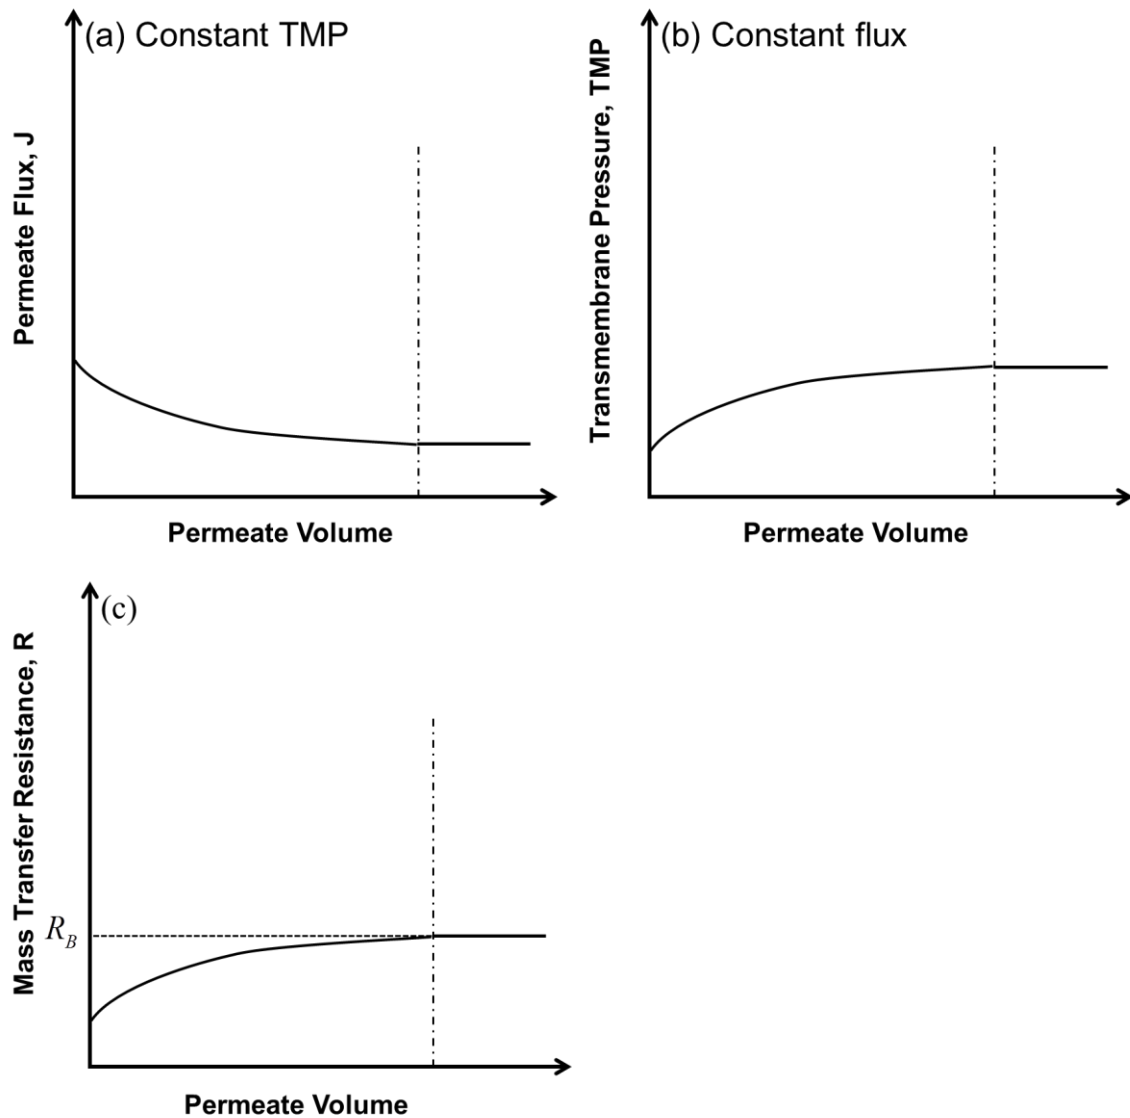 (a) Constant TMP
Permeate Flux, J
Permeate Volume
(b) Constant flux
Transmembrane Pressure, TMP
Permeate Volume
(c)
Mass Transfer Resistance, R
R_B
Permeate Volume